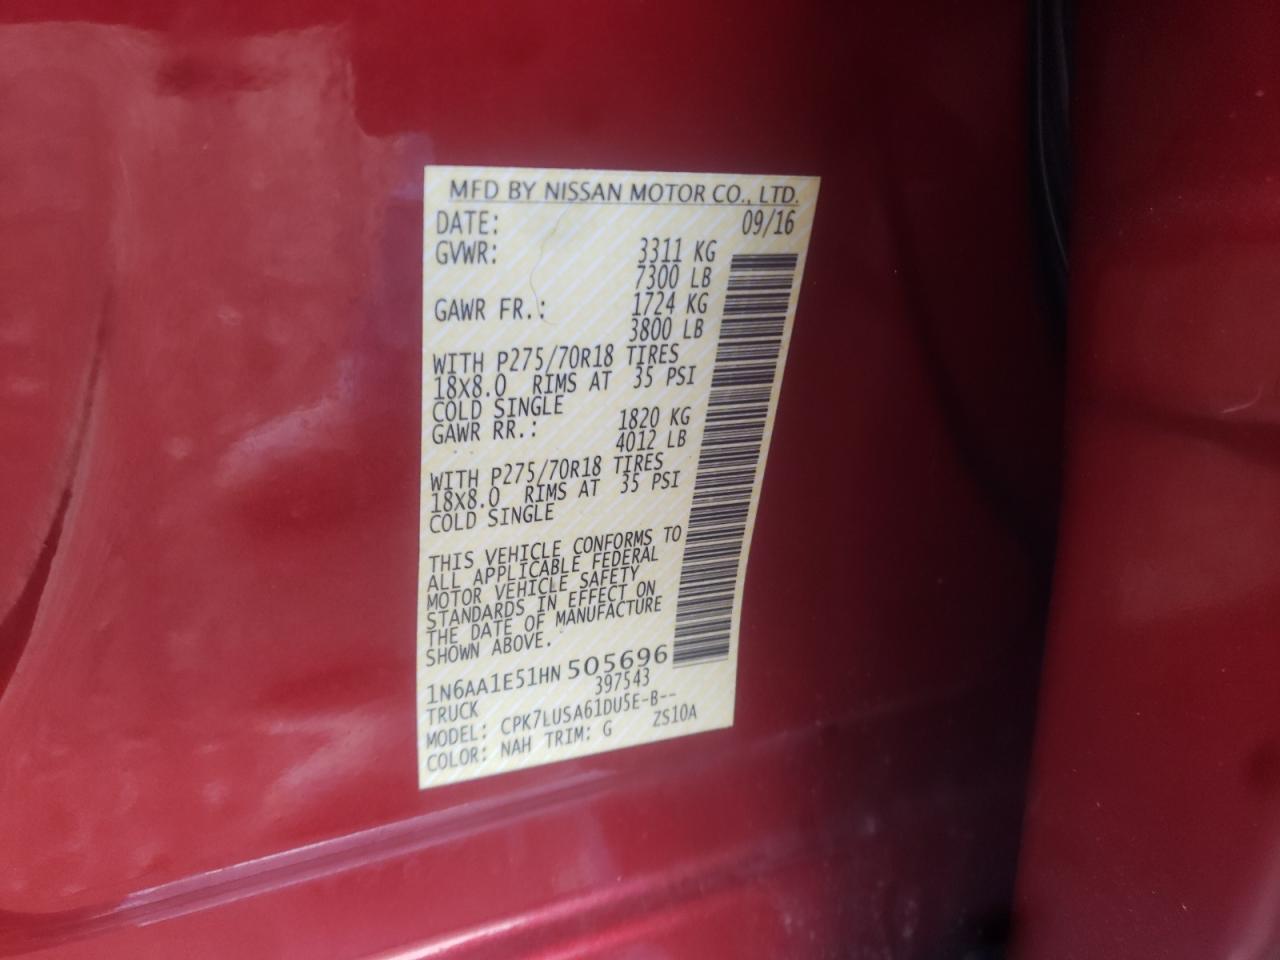 MFD BY NISSAN MOTOR CO., LTD.
DATE: 09/16
GVWR: 3311 KG
7300 LB
GAWR FR.: 1724 KG
3800 LB
WITH P275/70R18 TIRES
18X8.0 RIMS AT 35 PSI
COLD SINGLE
GAWR RR.: 1820 KG
4012 LB
WITH P275/70R18 TIRES
18X8.0 RIMS AT 35 PSI
COLD SINGLE
THIS VEHICLE CONFORMS TO
ALL APPLICABLE FEDERAL
MOTOR VEHICLE SAFETY
STANDARDS IN EFFECT ON
THE DATE OF MANUFACTURE
SHOWN ABOVE.
1N6AA1E51HN 505696
TRUCK 397543
MODEL: CPK7LUSA61DU5E-B--
COLOR: NAH TRIM: G ZS10A